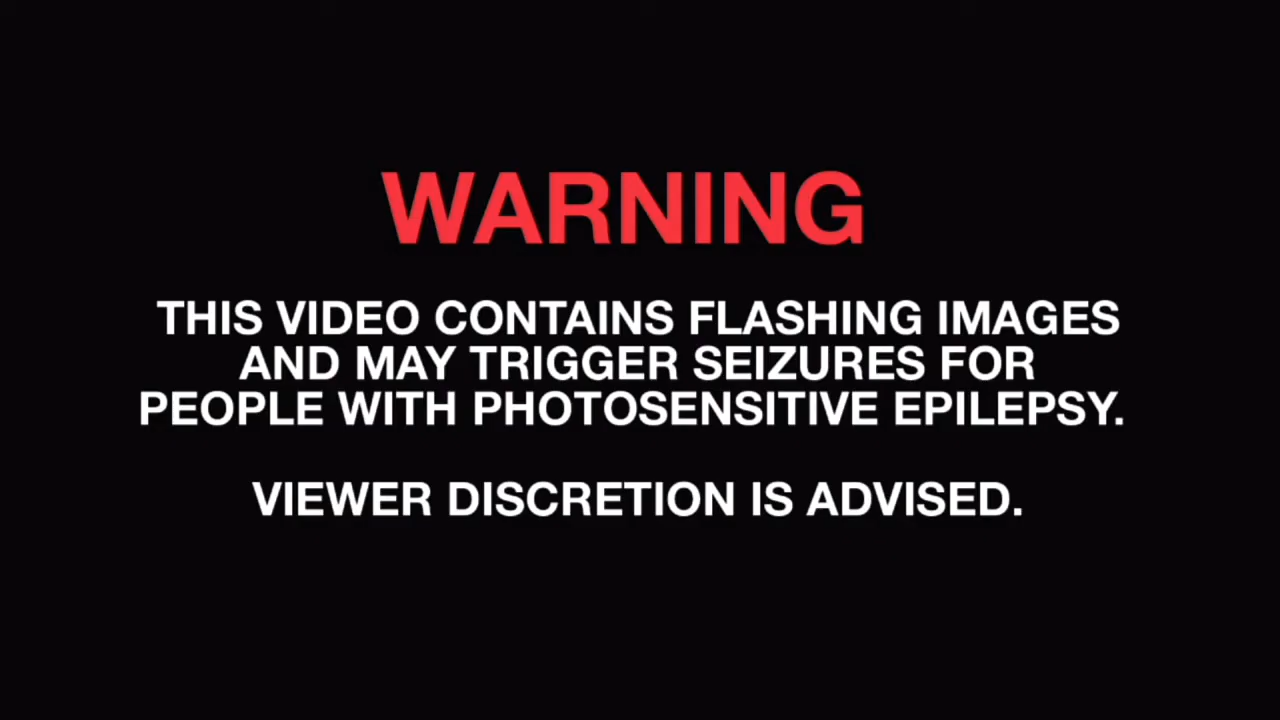 WARNING
THIS VIDEO CONTAINS FLASHING IMAGES
AND MAY TRIGGER SEIZURES FOR
PEOPLE WITH PHOTOSENSITIVE EPILEPSY.
VIEWER DISCRETION IS ADVISED.